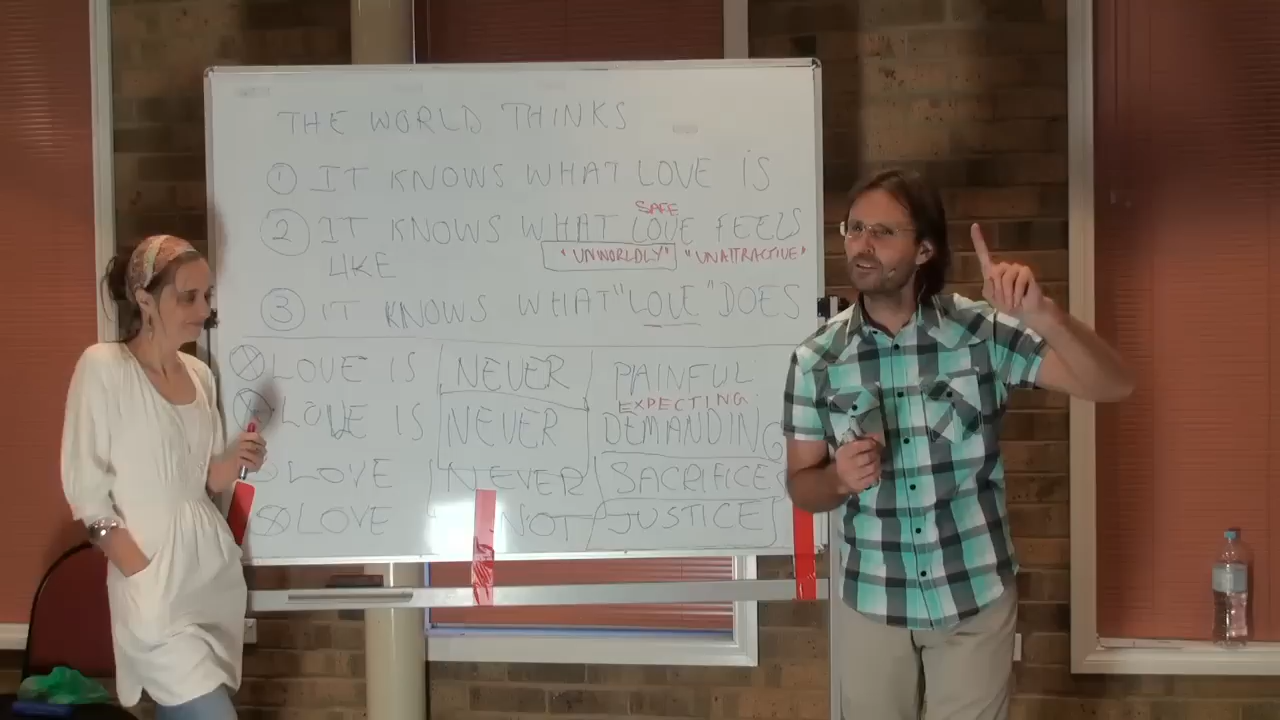 THE WORLD THINKS
1 IT KNOWS WHAT LOVE IS
SAFE
2 IT KNOWS WHAT LOVE FEELS
LIKE "UNWORLDLY" "UNATTRACTIVE"
3 IT KNOWS WHAT "LOVE" DOES
LOVE IS NEVER PAINFUL
EXPECTING
LOVE IS NEVER DEMANDING
LOVE NEVER SACRIFICES
LOVE NOT JUSTICE